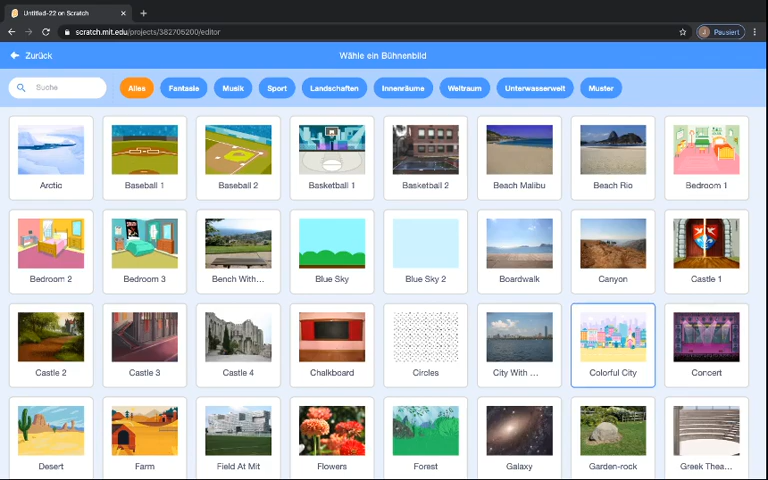 Untitled-22 on Scratch
scratch.mit.edu/projects/382705200/editor
J
Pausiert
Zurück
Wähle ein Bühnenbild
Suche
Alles
Fantasie
Musik
Sport
Landschaften
Innenräume
Weltraum
Unterwasserwelt
Muster
Arctic
Baseball 1
Baseball 2
Basketball 1
Basketball 2
Beach Malibu
Beach Rio
Bedroom 1
Bedroom 2
Bedroom 3
Bench With...
Blue Sky
Blue Sky 2
Boardwalk
Canyon
Castle 1
Castle 2
Castle 3
Castle 4
Chalkboard
Circles
City With ...
Colorful City
Concert
Desert
Farm
Field At Mit
Flowers
Forest
Galaxy
Garden-rock
Greek Thea...